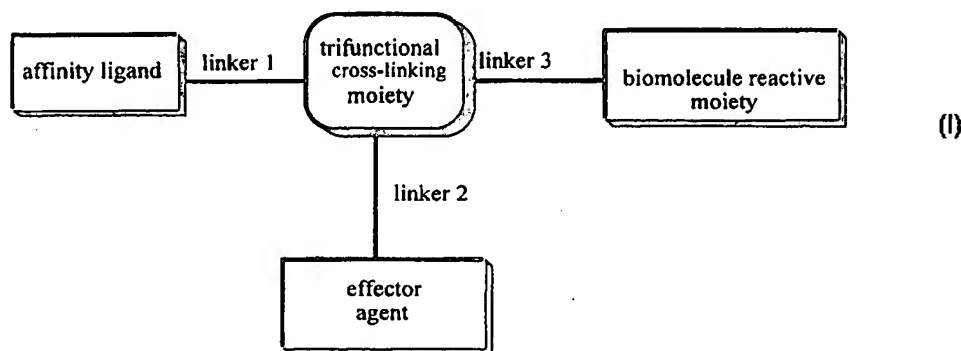 affinity ligand
linker 1
trifunctional
cross-linking
moiety
linker 3
biomolecule reactive
moiety
(I)
linker 2
effector
agent